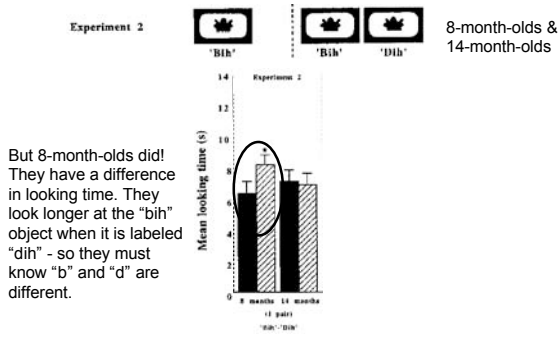 Experiment 2
'Bih'
'Bih'
'Dih'
8-month-olds &
14-month-olds
But 8-month-olds did!
They have a difference
in looking time. They
look longer at the “bih”
object when it is labeled
“dih” - so they must
know “b” and “d” are
different.
Experiment 2
Mean looking time (s)
14
12
10
8
6
4
2
0
*
8 months 14 months
(1 pair)
'Bih'-'Dih'